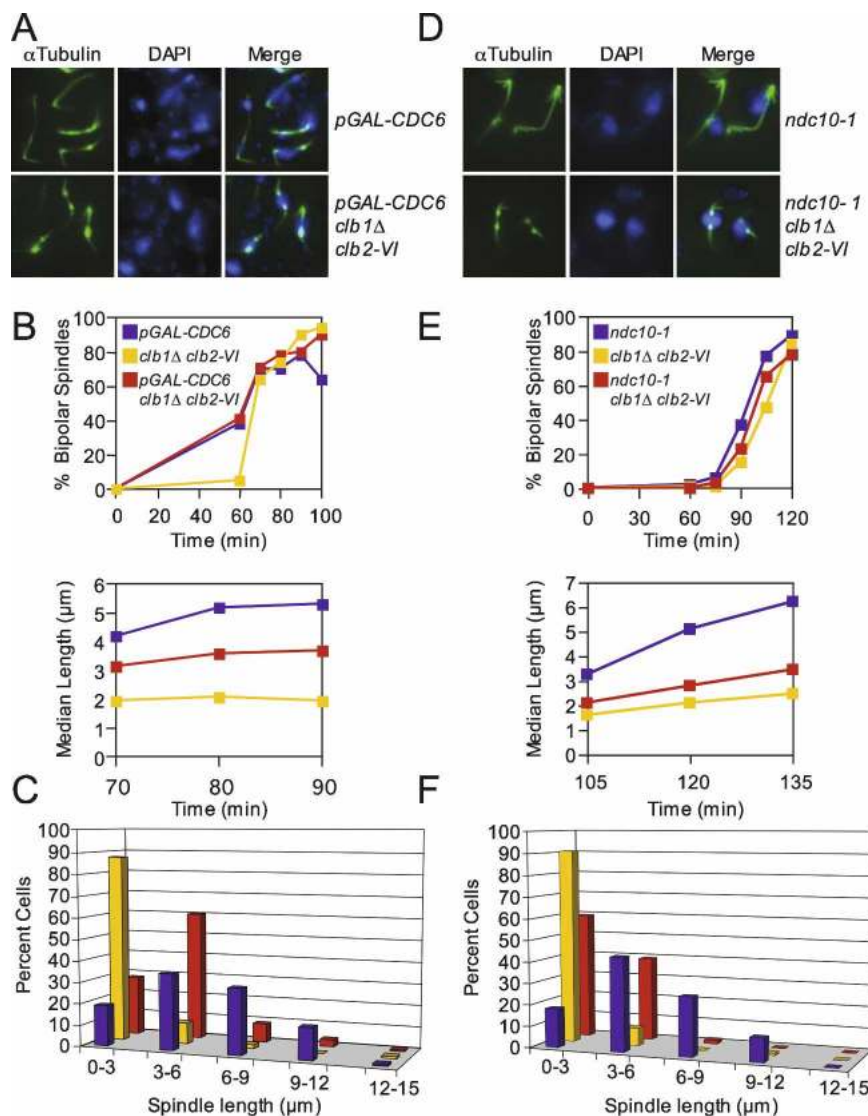 A
αTubulin DAPI Merge
pGAL-CDC6
pGAL-CDC6
clb1Δ
clb2-VI
D
αTubulin DAPI Merge
ndc10-1
ndc10- 1
clb1Δ
clb2-VI
B
% Bipolar Spindles
100
80
60
40
20
0
pGAL-CDC6
clb1Δ clb2-VI
pGAL-CDC6
clb1Δ clb2-VI
0 20 40 60 80 100
Time (min)
Median Length (μm)
6
5
4
3
2
1
0
70 80 90
Time (min)
E
% Bipolar Spindles
100
80
60
40
20
0
ndc10-1
clb1Δ clb2-VI
ndc10-1
clb1Δ clb2-VI
0 30 60 90 120
Time (min)
Median Length (μm)
7
6
5
4
3
2
1
0
105 120 135
Time (min)
C
Percent Cells
100
90
80
70
60
50
40
30
20
10
0
0-3 3-6 6-9 9-12 12-15
Spindle length (μm)
F
Percent Cells
100
90
80
70
60
50
40
30
20
10
0
0-3 3-6 6-9 9-12 12-15
Spindle length (μm)